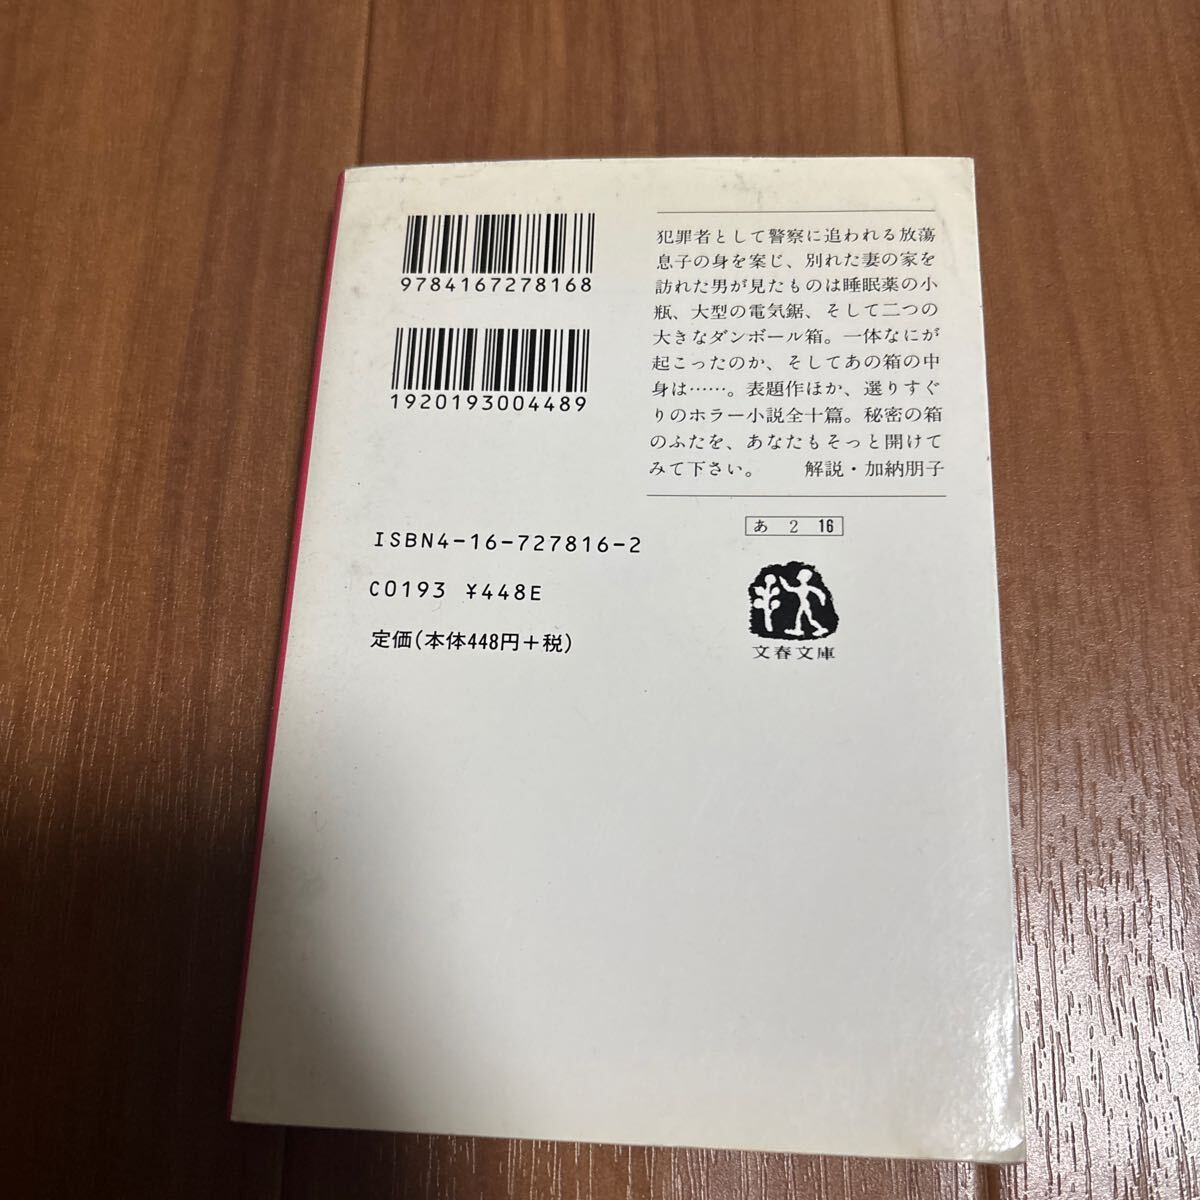 9784167278168
1920193004489
犯罪者として警察に追われる放蕩
息子の身を案じ、別れた妻の家を
訪れた男が見たものは睡眠薬の小
瓶、大型の電気鋸、そして二つの
大きなダンボール箱。一体なにが
起こったのか、そしてあの箱の中
身は……。表題作ほか、選りすぐ
りのホラー小説全十篇。秘密の箱
のふたを、あなたもそっと開けて
みて下さい。 解説・加納朋子
あ 2 16
文春文庫
ISBN4-16-727816-2
C0193 ¥448E
定価(本体448円+税)